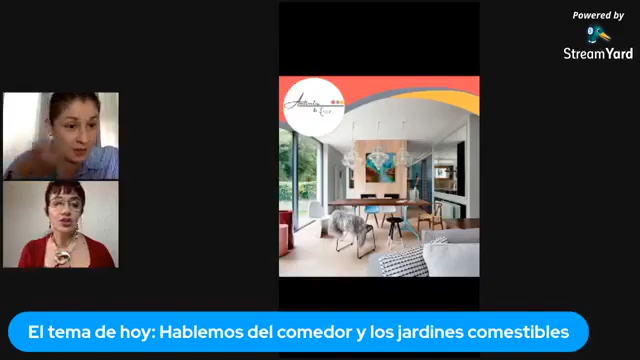 Powered by
StreamYard
El tema de hoy: Hablemos del comedor y los jardines comestibles